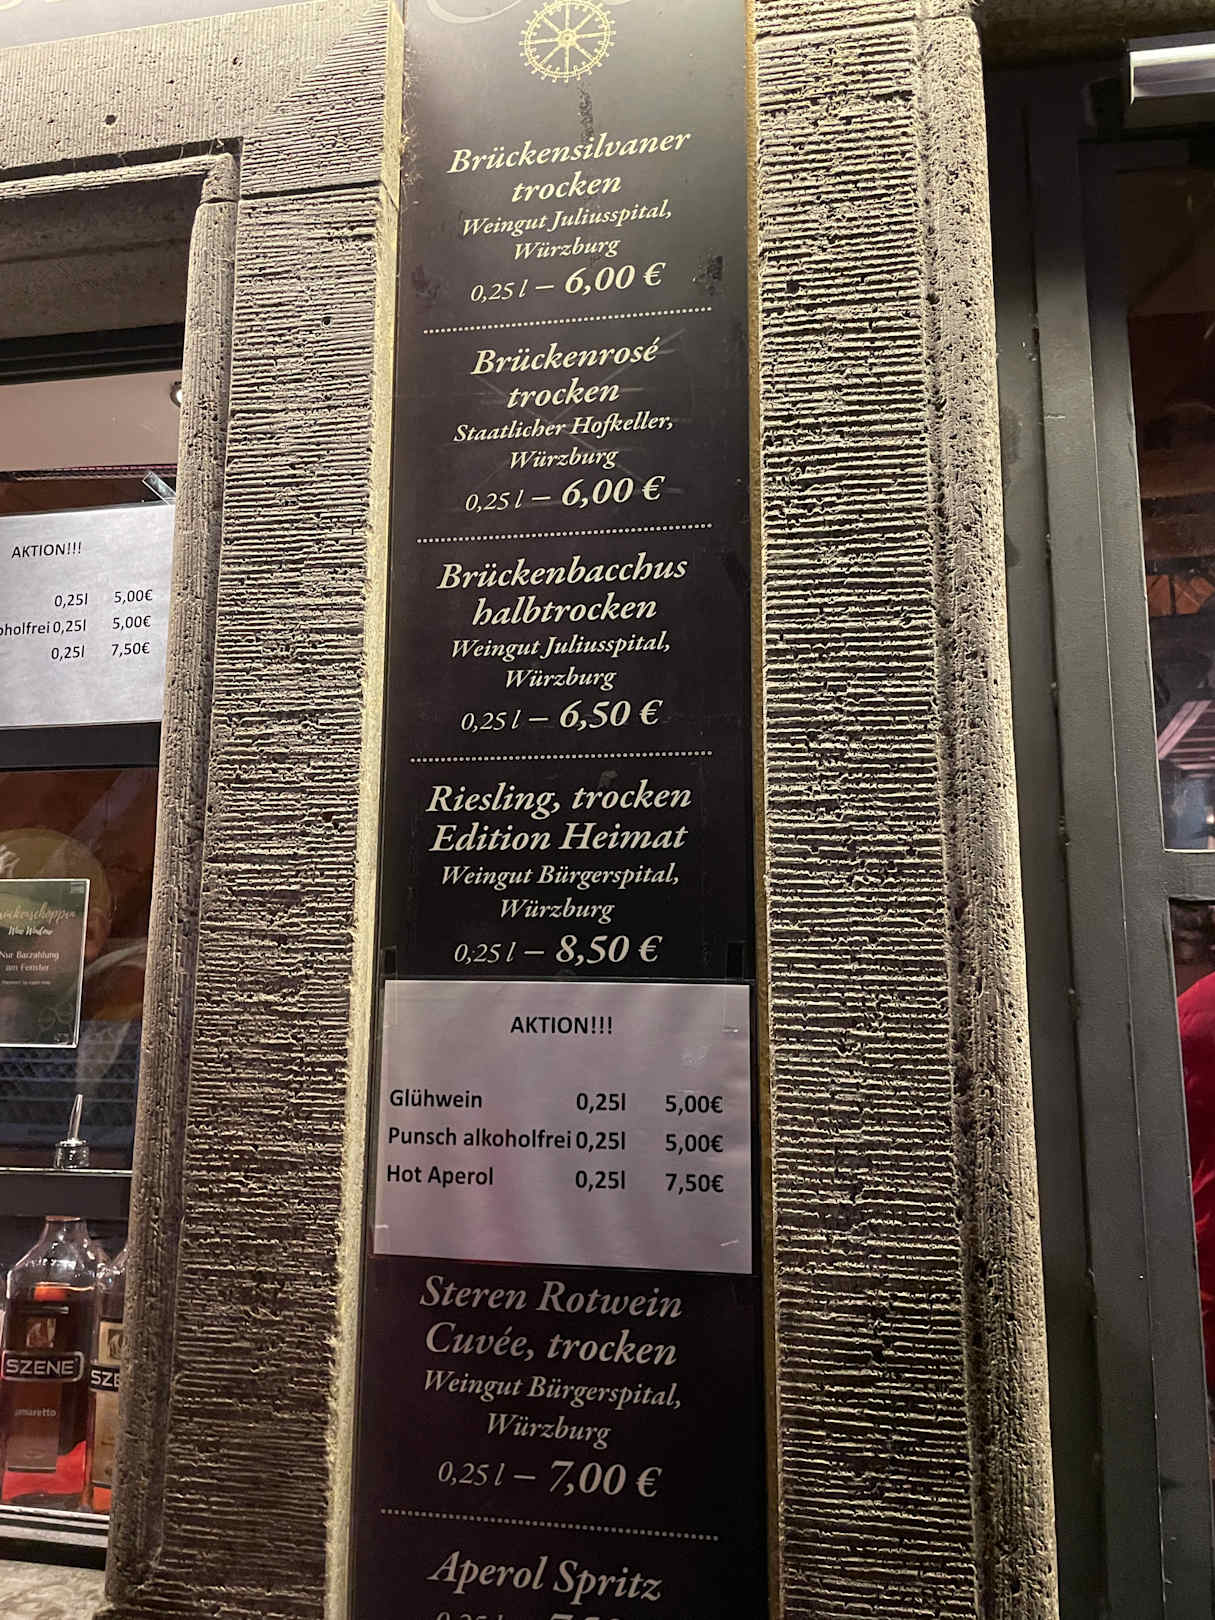 Brückensilvaner
trocken
Weingut Juliusspital,
Würzburg
0,25 l – 6,00 €
Brückenrosé
trocken
Staatlicher Hofkeller,
Würzburg
0,25 l – 6,00 €
Brückenbacchus
halbtrocken
Weingut Juliusspital,
Würzburg
0,25 l – 6,50 €
Riesling, trocken
Edition Heimat
Weingut Bürgerspital,
Würzburg
0,25 l – 8,50 €
AKTION!!!
Glühwein 0,25l 5,00€
Punsch alkoholfrei 0,25l 5,00€
Hot Aperol 0,25l 7,50€
Steren Rotwein
Cuvée, trocken
Weingut Bürgerspital,
Würzburg
0,25 l – 7,00 €
Aperol Spritz
AKTION!!!
0,25l 5,00€
oholfrei 0,25l 5,00€
0,25l 7,50€
Wine Window
Nur Barzahlung
am Fenster
SZENE
amaretto
SZE